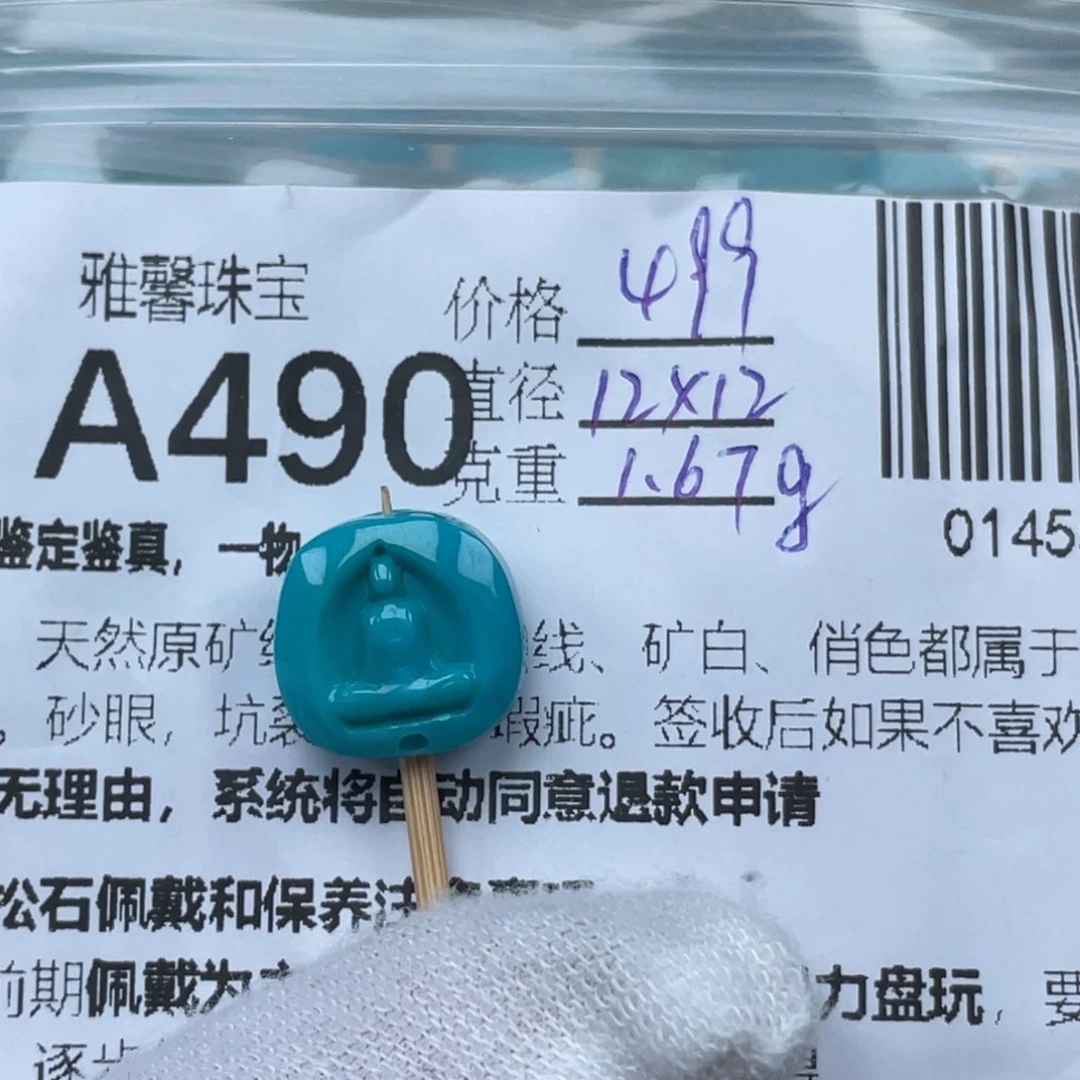 雅馨珠宝
A490
价格 499
直径 12X12
克重 1.67g
0145
鉴定鉴真，一物
天然原矿 线、矿白、俏色都属于
。砂眼，坑裂 瑕疵。签收后如果不喜欢
无理由，系统将自动同意退款申请
松石佩戴和保养注
前期佩戴为 力盘玩，要
逐步